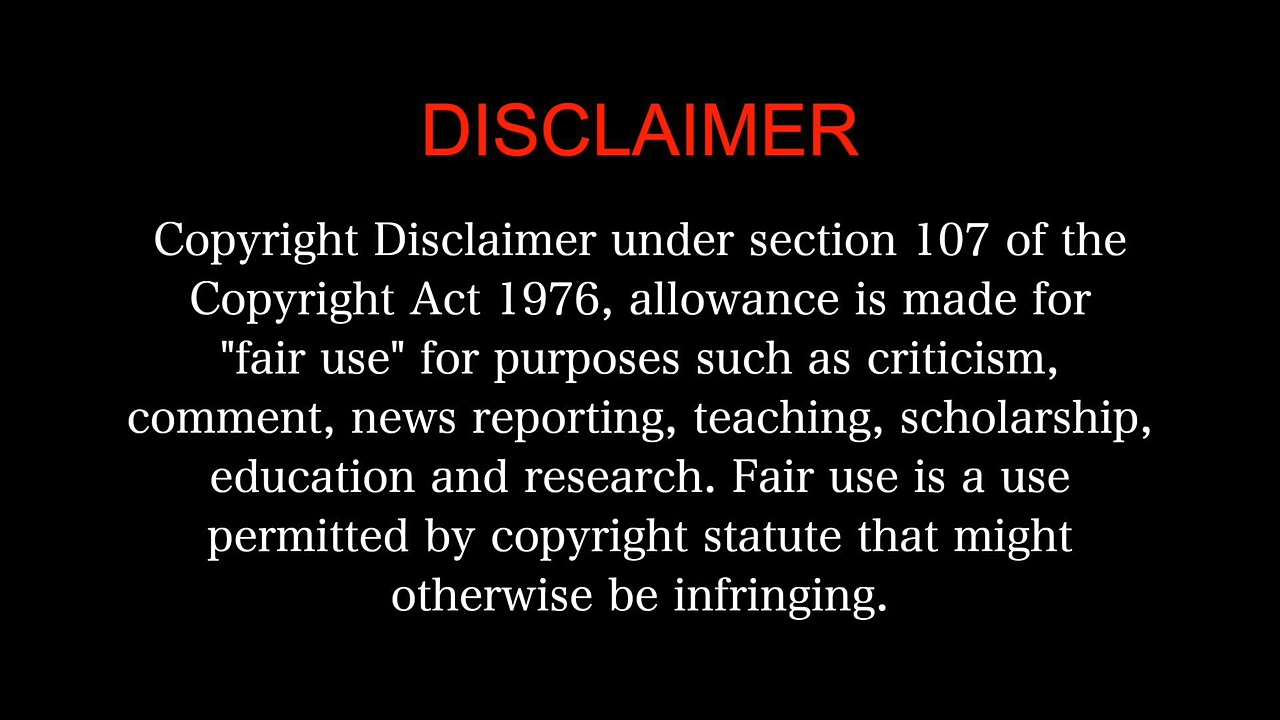 DISCLAIMER
Copyright Disclaimer under section 107 of the
Copyright Act 1976, allowance is made for
"fair use" for purposes such as criticism,
comment, news reporting, teaching, scholarship,
education and research. Fair use is a use
permitted by copyright statute that might
otherwise be infringing.